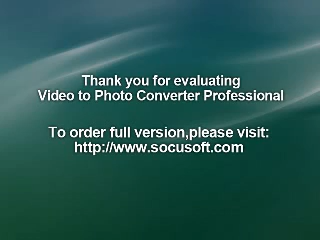 Thank you for evaluating
Video to Photo Converter Professional
To order full version,please visit:
http://www.socusoft.com